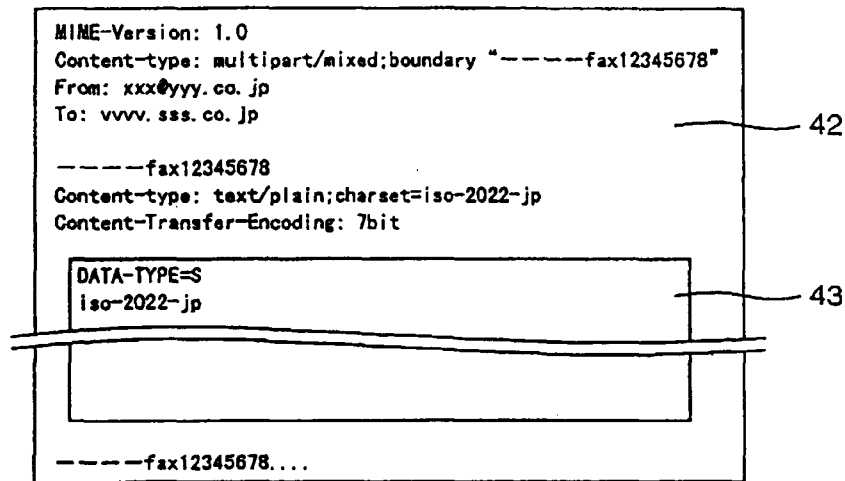 MIME-Version: 1.0
Content-type: multipart/mixed;boundary “－－－－－fax12345678”
From: xxx@yyy.co.jp
To: vvvv.sss.co.jp
42
－－－－－fax12345678
Content-type: text/plain;charset=iso-2022-jp
Content-Transfer-Encoding: 7bit
DATA-TYPE=S
iso-2022-jp
43
－－－－－fax12345678....